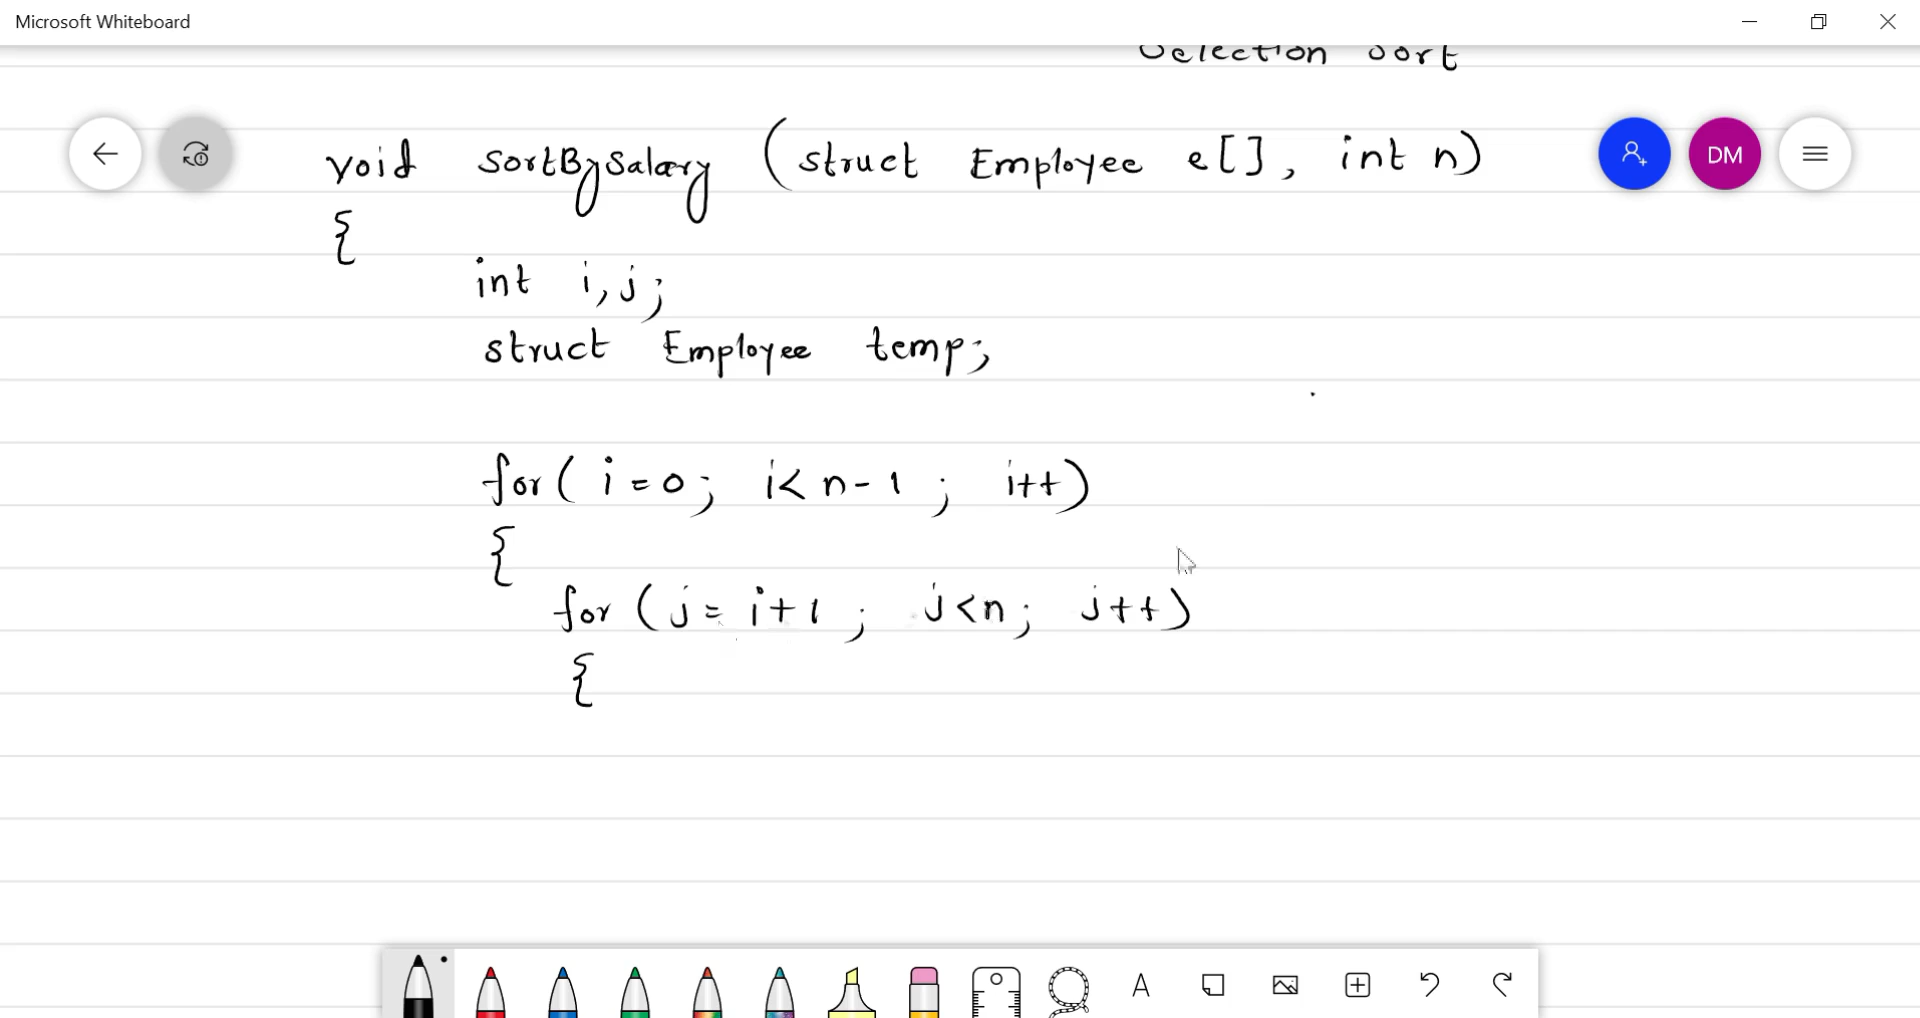 Microsoft Whiteboard
Selection Sort
void SortBySalary (struct Employee e[], int n)
DM
{
int i,j;
struct Employee temp;
for( i=0; i<n-1; i++)
{
for (j=i+1; j<n; j++)
{
A